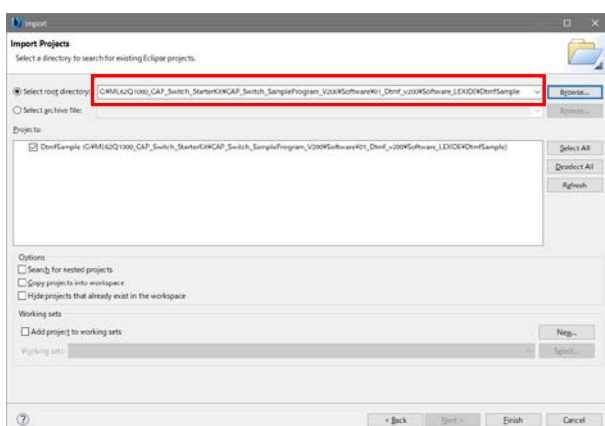 Import
Import Projects
Select a directory to search for existing Eclipse projects.
Select root directory: C:¥ML62Q1000_CAP_Switch_StarterKit¥CAP_Switch_SampleProgram_V200¥Software¥01_Dtmf_v200¥Software_LEXIDE¥DtmfSample Browse...
Select archive file: Browse...
Projects:
DtmfSample (C:¥ML62Q1000_CAP_Switch_StarterKit¥CAP_Switch_SampleProgram_V200¥Software¥01_Dtmf_v200¥Software_LEXIDE¥DtmfSample) Select All
Deselect All
Refresh
Options
Search for nested projects
Copy projects into workspace
Hide projects that already exist in the workspace
Working sets
Add project to working sets New...
Working sets: Select...
< Back Next > Finish Cancel